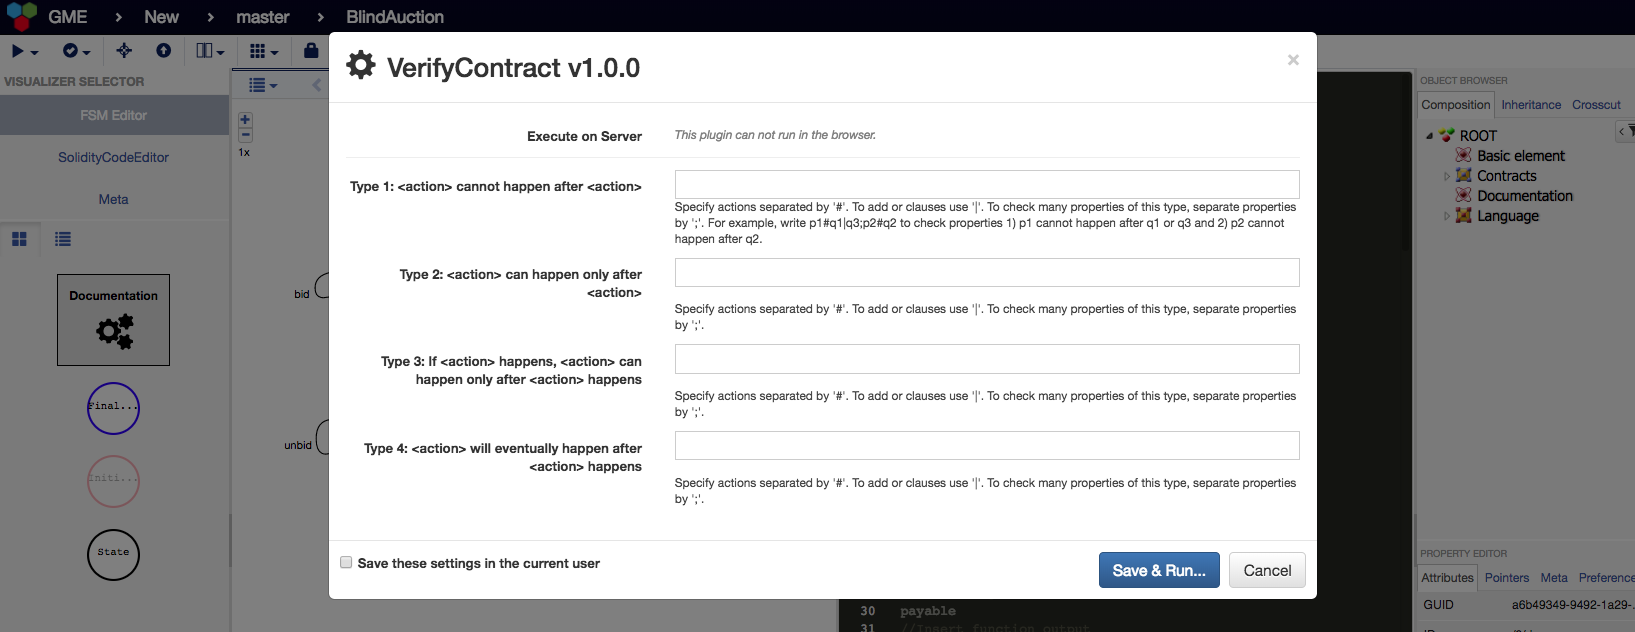 GME > New > master > BlindAuction
VISUALIZER SELECTOR
FSM Editor
SolidityCodeEditor
Meta
1x
Documentation
Final...
Initi...
State
bid
unbid
VerifyContract v1.0.0
×
Execute on Server
This plugin can not run in the browser.
Type 1: <action> cannot happen after <action>
Specify actions separated by '#'. To add or clauses use '|'. To check many properties of this type, separate properties
by ';'. For example, write p1#q1|q3;p2#q2 to check properties 1) p1 cannot happen after q1 or q3 and 2) p2 cannot
happen after q2.
Type 2: <action> can happen only after
<action>
Specify actions separated by '#'. To add or clauses use '|'. To check many properties of this type, separate properties
by ';'.
Type 3: If <action> happens, <action> can
happen only after <action> happens
Specify actions separated by '#'. To add or clauses use '|'. To check many properties of this type, separate properties
by ';'.
Type 4: <action> will eventually happen after
<action> happens
Specify actions separated by '#'. To add or clauses use '|'. To check many properties of this type, separate properties
by ';'.
Save these settings in the current user
Save & Run...
Cancel
30 payable
31 //Insert function output
OBJECT BROWSER
Composition Inheritance Crosscut
ROOT
Basic element
Contracts
Documentation
Language
PROPERTY EDITOR
Attributes Pointers Meta Preference
GUID a6b49349-9492-1a29-.